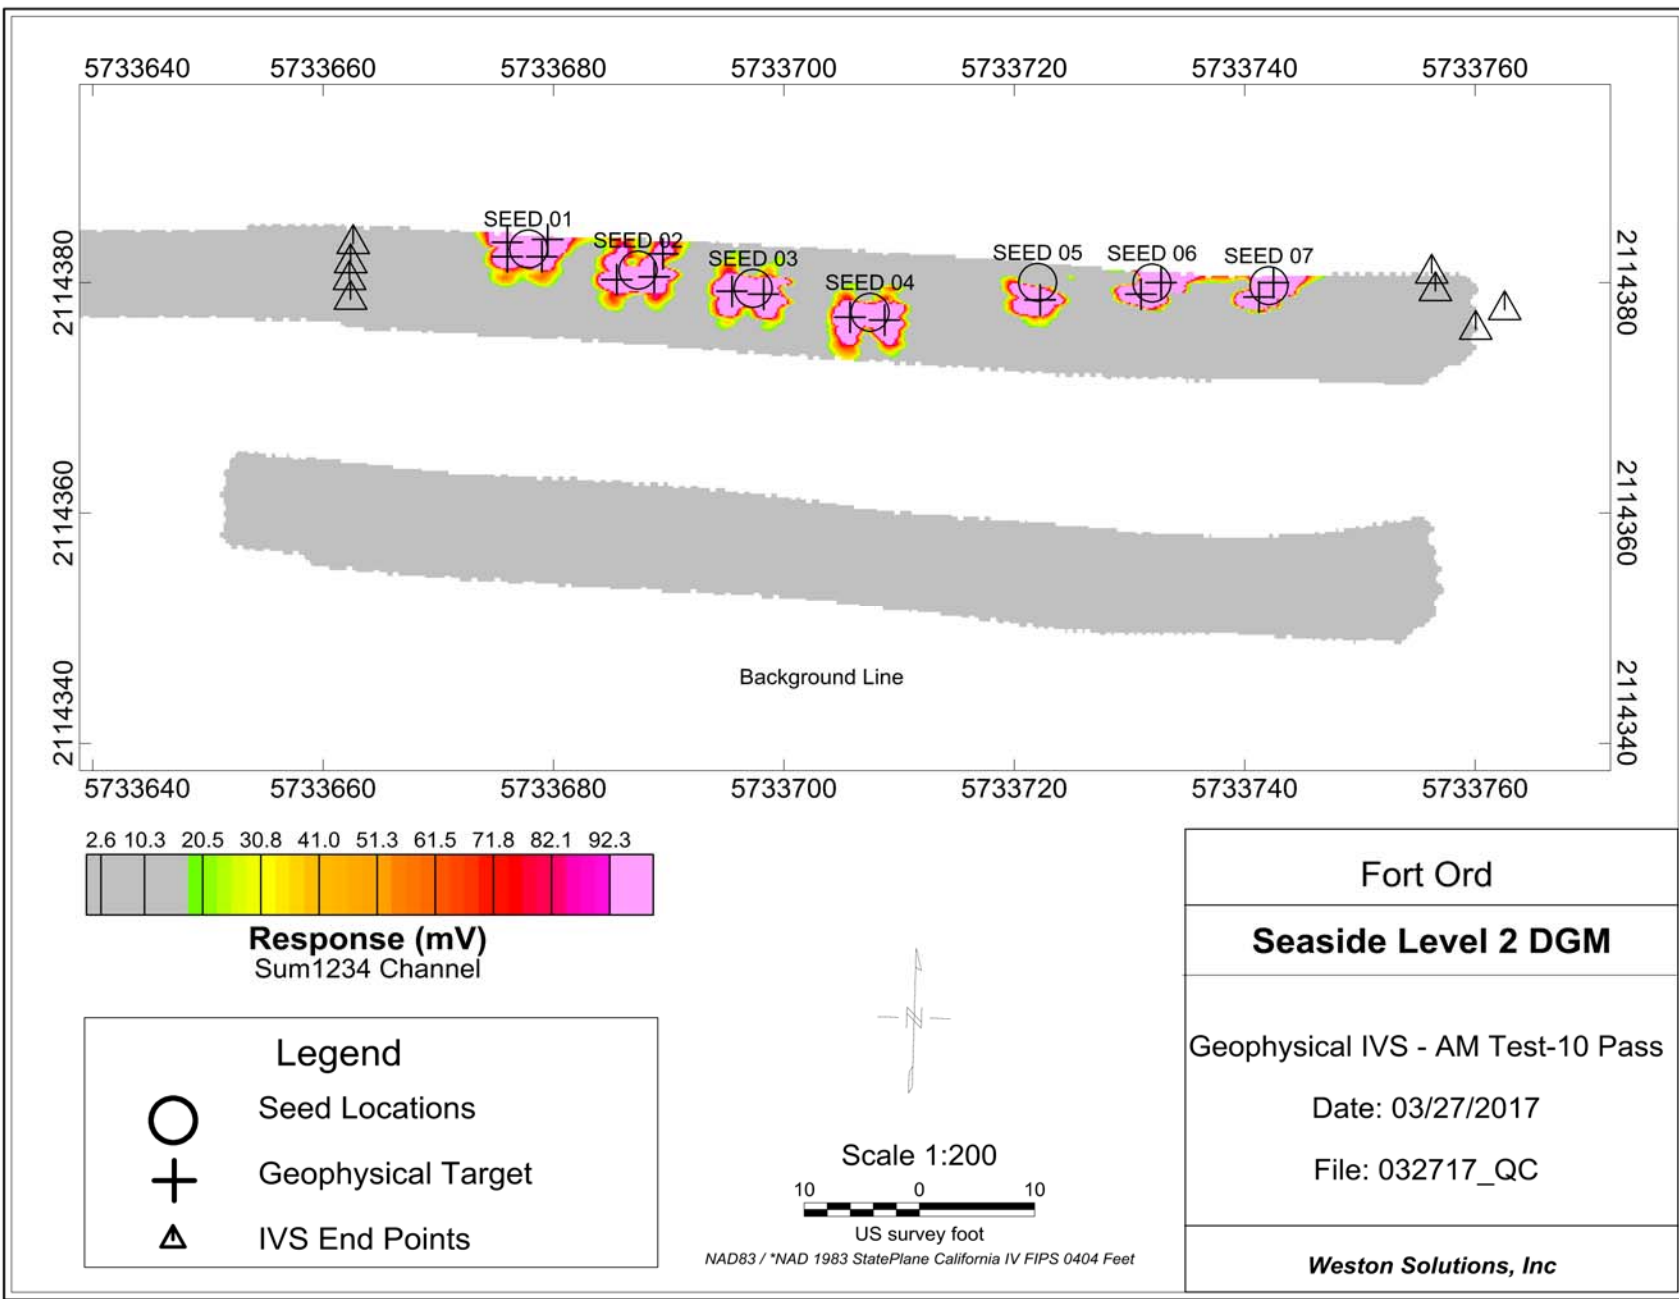 5733640 5733660 5733680 5733700 5733720 5733740 5733760
SEED 01
SEED 02
SEED 03
SEED 04
SEED 05
SEED 06
SEED 07
2114380
2114380
2114360
2114360
2114340
2114340
Background Line
5733640 5733660 5733680 5733700 5733720 5733740 5733760
2.6 10.3 20.5 30.8 41.0 51.3 61.5 71.8 82.1 92.3
Response (mV)
Sum1234 Channel
Legend
Seed Locations
Geophysical Target
IVS End Points
N
Scale 1:200
10 0 10
US survey foot
NAD83 / *NAD 1983 StatePlane California IV FIPS 0404 Feet
Fort Ord
Seaside Level 2 DGM
Geophysical IVS - AM Test-10 Pass
Date: 03/27/2017
File: 032717_QC
Weston Solutions, Inc